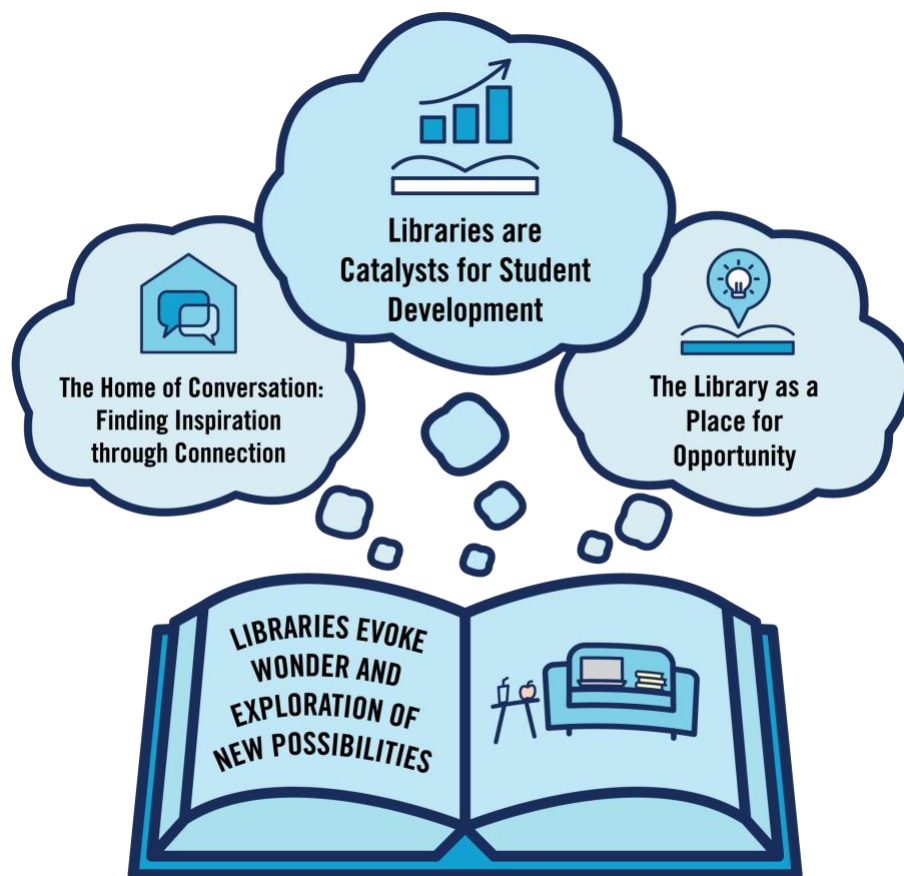 Libraries are
Catalysts for Student
Development
The Home of Conversation:
Finding Inspiration
through Connection
The Library as a
Place for
Opportunity
LIBRARIES EVOKE
WONDER AND
EXPLORATION OF
NEW POSSIBILITIES